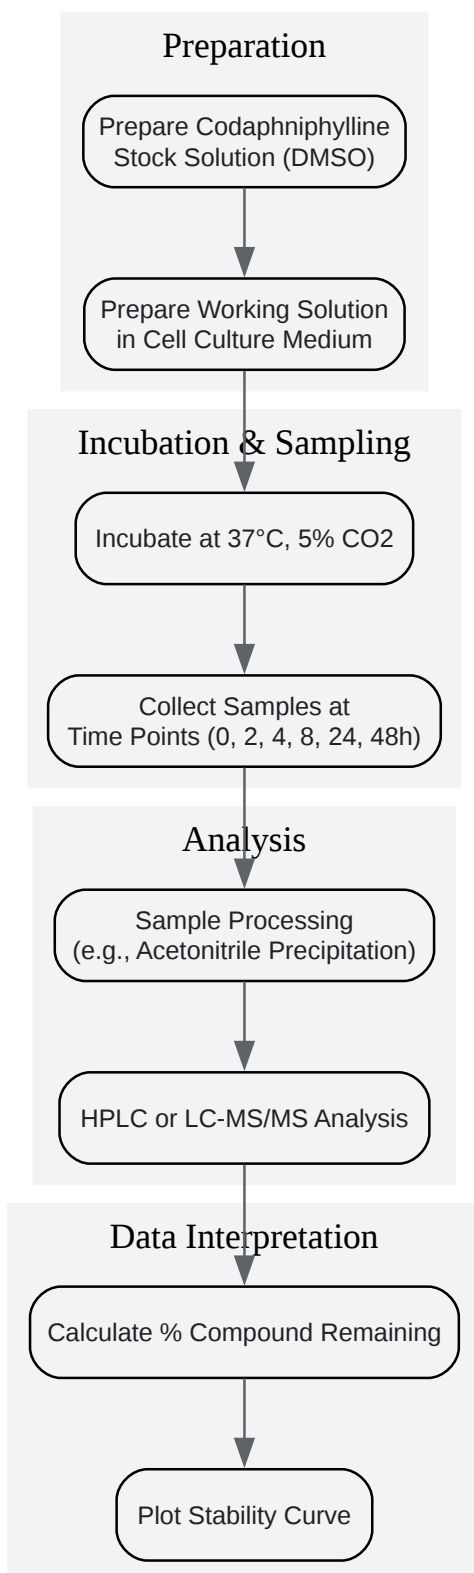 Preparation
Prepare Codaphniphylline
Stock Solution (DMSO)
Prepare Working Solution
in Cell Culture Medium
Incubation & Sampling
Incubate at 37°C, 5% CO2
Collect Samples at
Time Points (0, 2, 4, 8, 24, 48h)
Analysis
Sample Processing
(e.g., Acetonitrile Precipitation)
HPLC or LC-MS/MS Analysis
Data Interpretation
Calculate % Compound Remaining
Plot Stability Curve